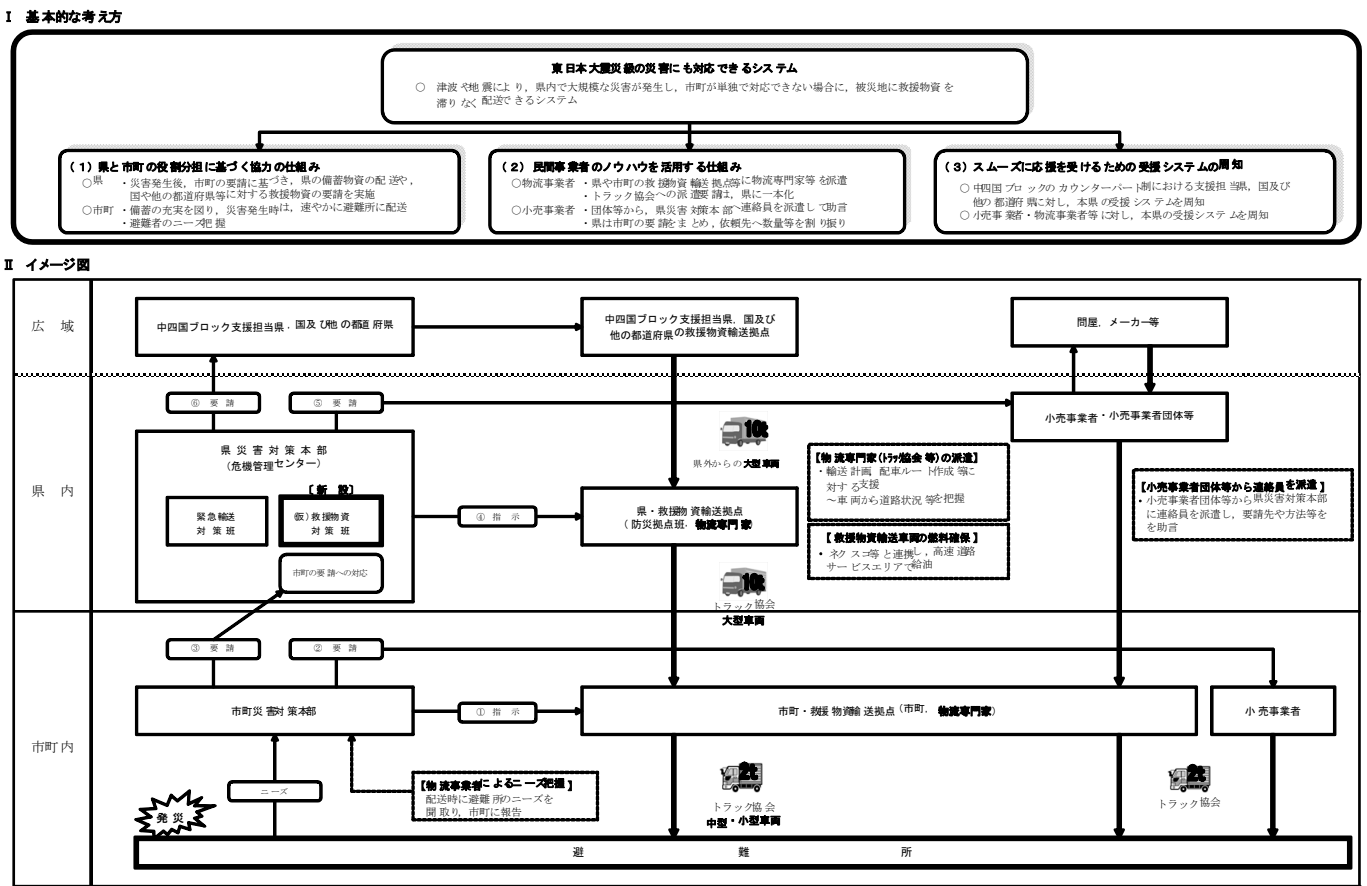 Ⅰ 基本的な考え方
東日本大震災級の災害にも対応できるシステム
○ 津波や地震により，県内で大規模な災害が発生し，市町が単独で対応できない場合に，被災地に救援物資を
滞りなく配送できるシステム
（１）県と市町の役割分担に基づく協力の仕組み
○県 ・災害発生後，市町の要請に基づき，県の備蓄物資の配送や，
国や他の都道府県等に対する救援物資の要請を実施
○市町 ・備蓄の充実を図り，災害発生時は，速やかに避難所に配送
・避難者のニーズ把握
（２）民間事業者のノウハウを活用する仕組み
○物流事業者 ・県や市町の救援物資輸送拠点等に物流専門家等を派遣
・トラック協会への派遣要請は，県に一本化
○小売事業者 ・団体等から，県災害対策本部へ連絡員を派遣して助言
・県は市町の要請をまとめ，依頼先へ数量等を割り振り
（３）スムーズに応援を受けるための受援システムの周知
○中四国ブロックのカウンターパート制における支援担当県，国及び
他の都道府県に対し，本県の受援システムを周知
○小売事業者・物流事業者等に対し，本県の受援システムを周知
Ⅱ イメージ図
広 域
中四国ブロック支援担当県，国及び他の都道府県
中四国ブロック支援担当県，国及び
他の都道府県の救援物資輸送拠点
問屋，メーカー等
県 内
⑥ 要 請
⑤ 要 請
小売事業者・小売事業者団体等
県災害対策本部
（危機管理センター）
［新 設］
緊急輸送
対 策 班
（仮）救援物資
対 策 班
市町の要請への対応
④ 指 示
10t
県外からの大型車両
県・救援物資輸送拠点
（防災拠点班，物流専門家）
【物流専門家（トラック協会等）の派遣】
・輸送計画，配車ルート作成等に
対する支援
～車両から道路状況等を把握
【救援物資輸送車両の燃料確保】
・ネクスコ等と連携し，高速道路
サービスエリアで給油
【小売事業者団体等から連絡員を派遣】
・小売事業者団体等から県災害対策本部
に連絡員を派遣し，要請先や方法等を
を助言
10t
トラック協会
大型車両
市町内
③ 要 請
② 要 請
市町災害対策本部
① 指 示
市町・救援物資輸送拠点（市町，物流専門家）
小売事業者
ニーズ
発災
【物流事業者によるニーズ把握】
配送時に避難所のニーズを
聞取り，市町に報告
2t
トラック協会
中型・小型車両
2t
トラック協会
避 難 所